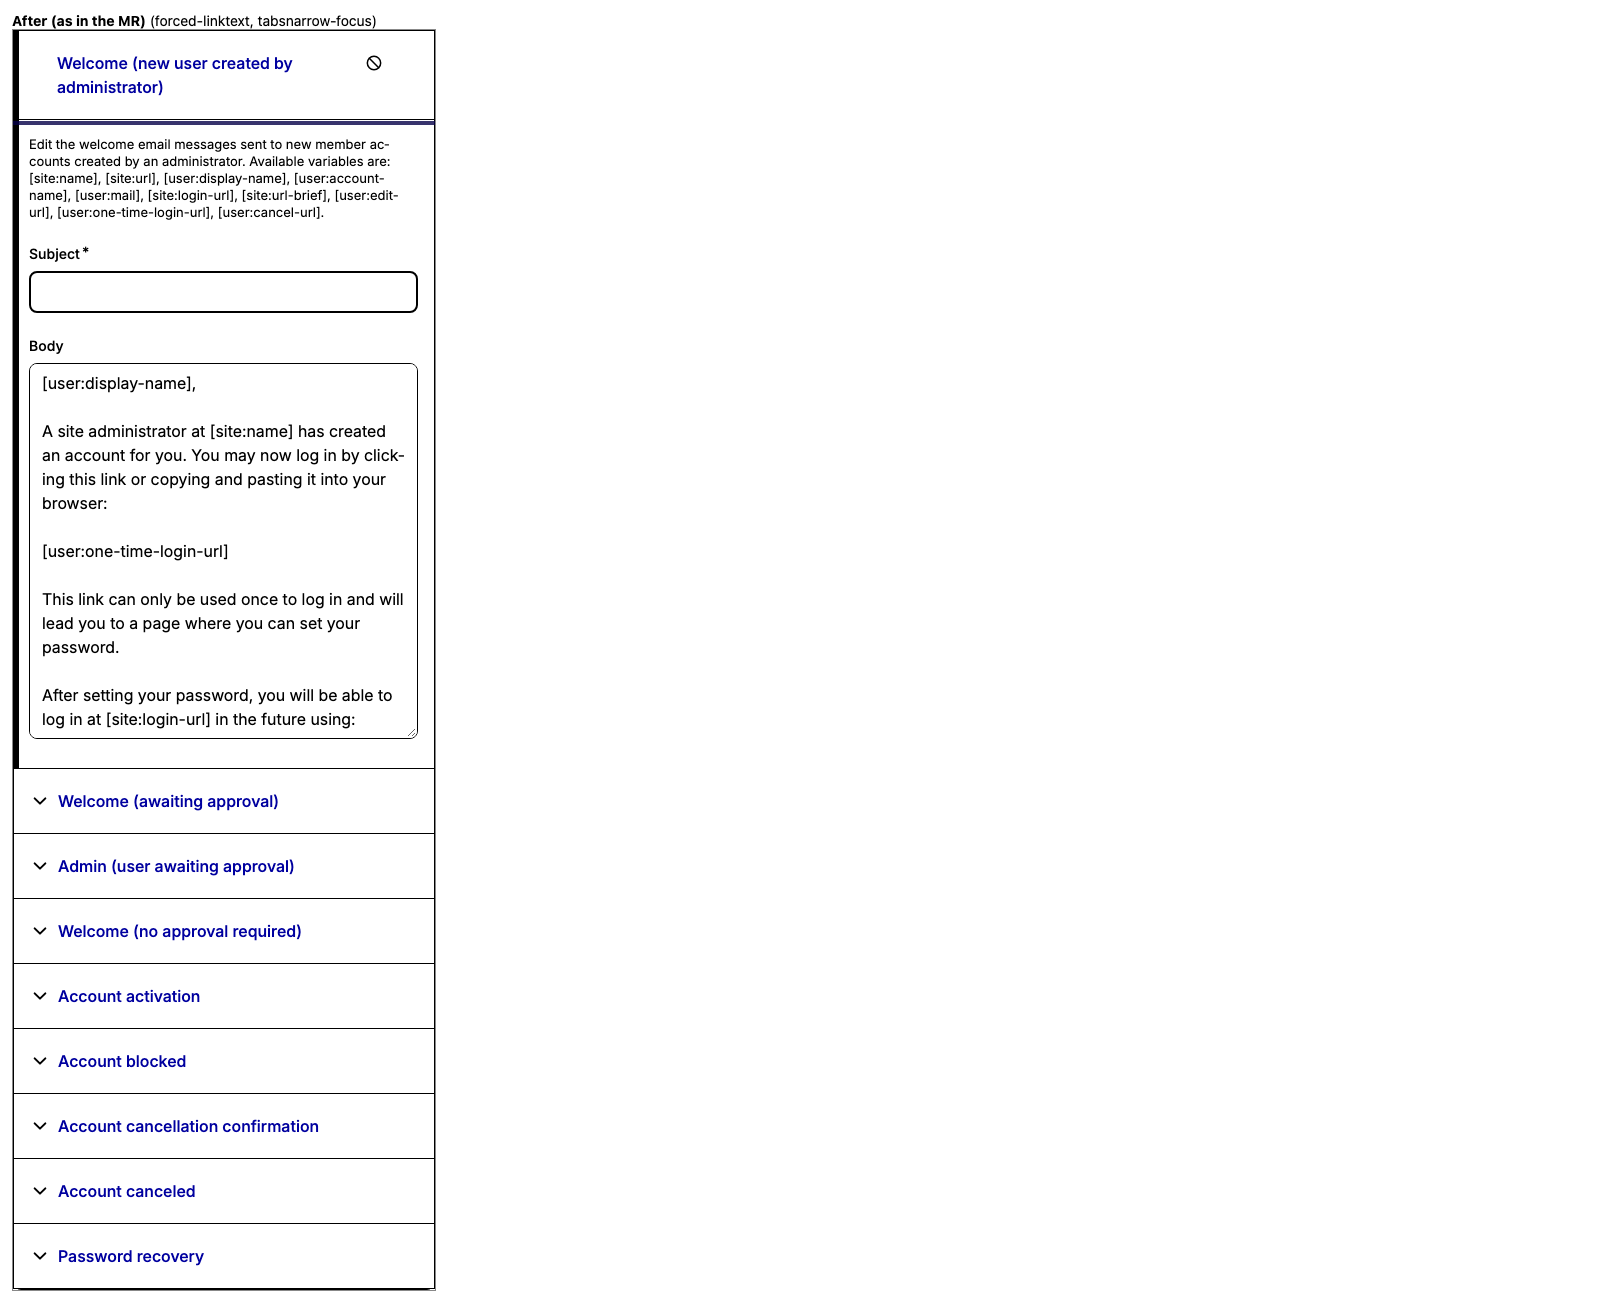 After (as in the MR) (forced-linktext, tabsnarrow-focus)
Welcome (new user created by
administrator)
Edit the welcome email messages sent to new member ac-
counts created by an administrator. Available variables are:
[site:name], [site:url], [user:display-name], [user:account-
name], [user:mail], [site:login-url], [site:url-brief], [user:edit-
url], [user:one-time-login-url], [user:cancel-url].
Subject*
Body
[user:display-name],
A site administrator at [site:name] has created
an account for you. You may now log in by click-
ing this link or copying and pasting it into your
browser:
[user:one-time-login-url]
This link can only be used once to log in and will
lead you to a page where you can set your
password.
After setting your password, you will be able to
log in at [site:login-url] in the future using:
Welcome (awaiting approval)
Admin (user awaiting approval)
Welcome (no approval required)
Account activation
Account blocked
Account cancellation confirmation
Account canceled
Password recovery